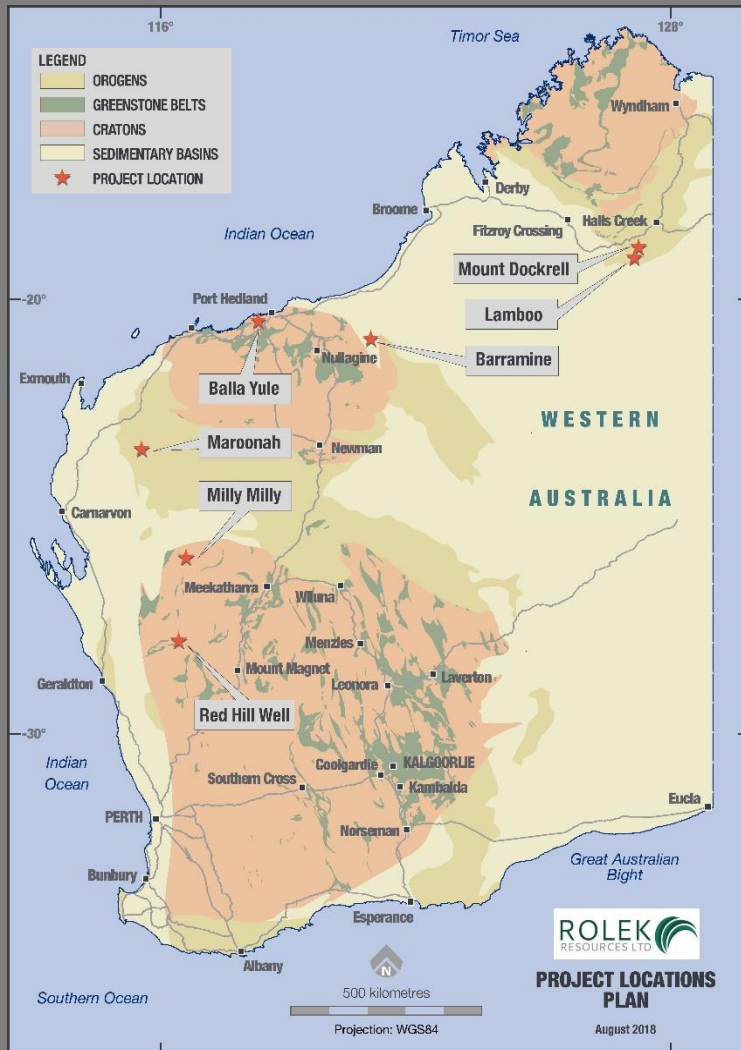 116°
128°
Timor Sea
LEGEND
OROGENS
GREENSTONE BELTS
CRATONS
SEDIMENTARY BASINS
PROJECT LOCATION
Wyndham
Derby
Broome
Fitzroy Crossing
Halls Creek
Indian Ocean
Mount Dockrell
Lamboo
-20°
Port Hedland
Barramine
Nullagine
Exmouth
Balla Yule
WESTERN
Maroonah
Newman
Milly Milly
AUSTRALIA
Carnarvon
Meekatharra
Wiluna
Menzies
Mount Magnet
Laverton
Leonora
Geraldton
Red Hill Well
-30°
Indian
Ocean
Coolgardie
KALGOORLIE
Southern Cross
Kambalda
Eucla
PERTH
Norseman
Great Australian
Bight
Bunbury
Esperance
ROLEK
RESOURCES LTD
Albany
N
PROJECT LOCATIONS
PLAN
500 kilometres
Southern Ocean
Projection: WGS84
August 2018